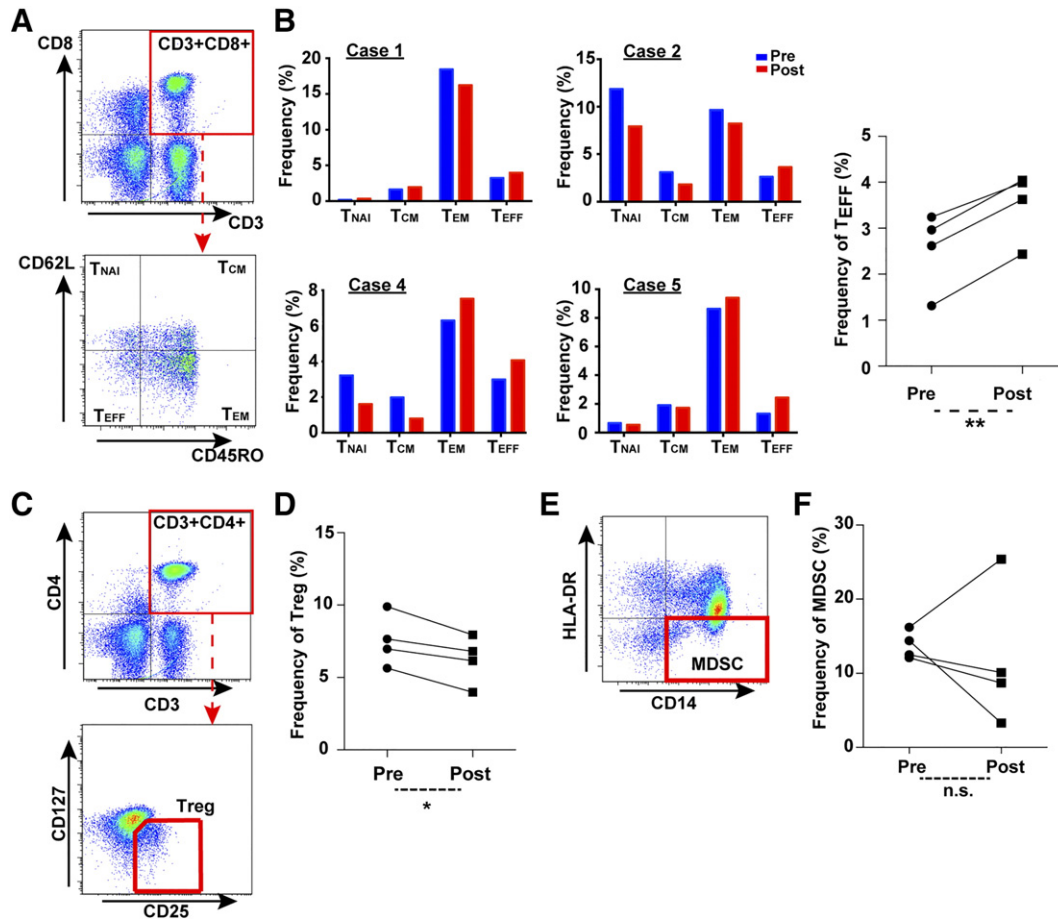 A
CD8
CD3+CD8+
CD3
CD62L
TNAI
TCM
TEFF
TEM
CD45RO
B
Case 1
Frequency (%)
20
15
10
5
0
TNAI TCM TEM TEFF
Case 2
Pre
Post
Frequency (%)
15
10
5
0
TNAI TCM TEM TEFF
Case 4
Frequency (%)
8
6
4
2
0
TNAI TCM TEM TEFF
Case 5
Frequency (%)
10
8
6
4
2
0
TNAI TCM TEM TEFF
Frequency of TEFF (%)
5
4
3
2
1
0
Pre Post
**
C
CD4
CD3+CD4+
CD3
CD127
Treg
CD25
D
Frequency of Treg (%)
15
10
5
0
Pre Post
*
E
HLA-DR
MDSC
CD14
F
Frequency of MDSC (%)
30
20
10
0
Pre Post
n.s.